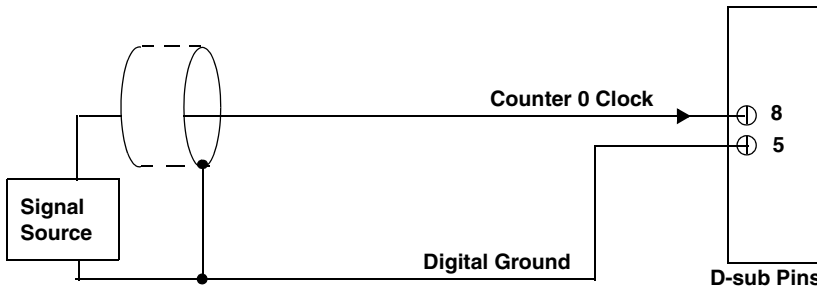 Counter 0 Clock
8
5
Signal
Source
Digital Ground
D-sub Pins